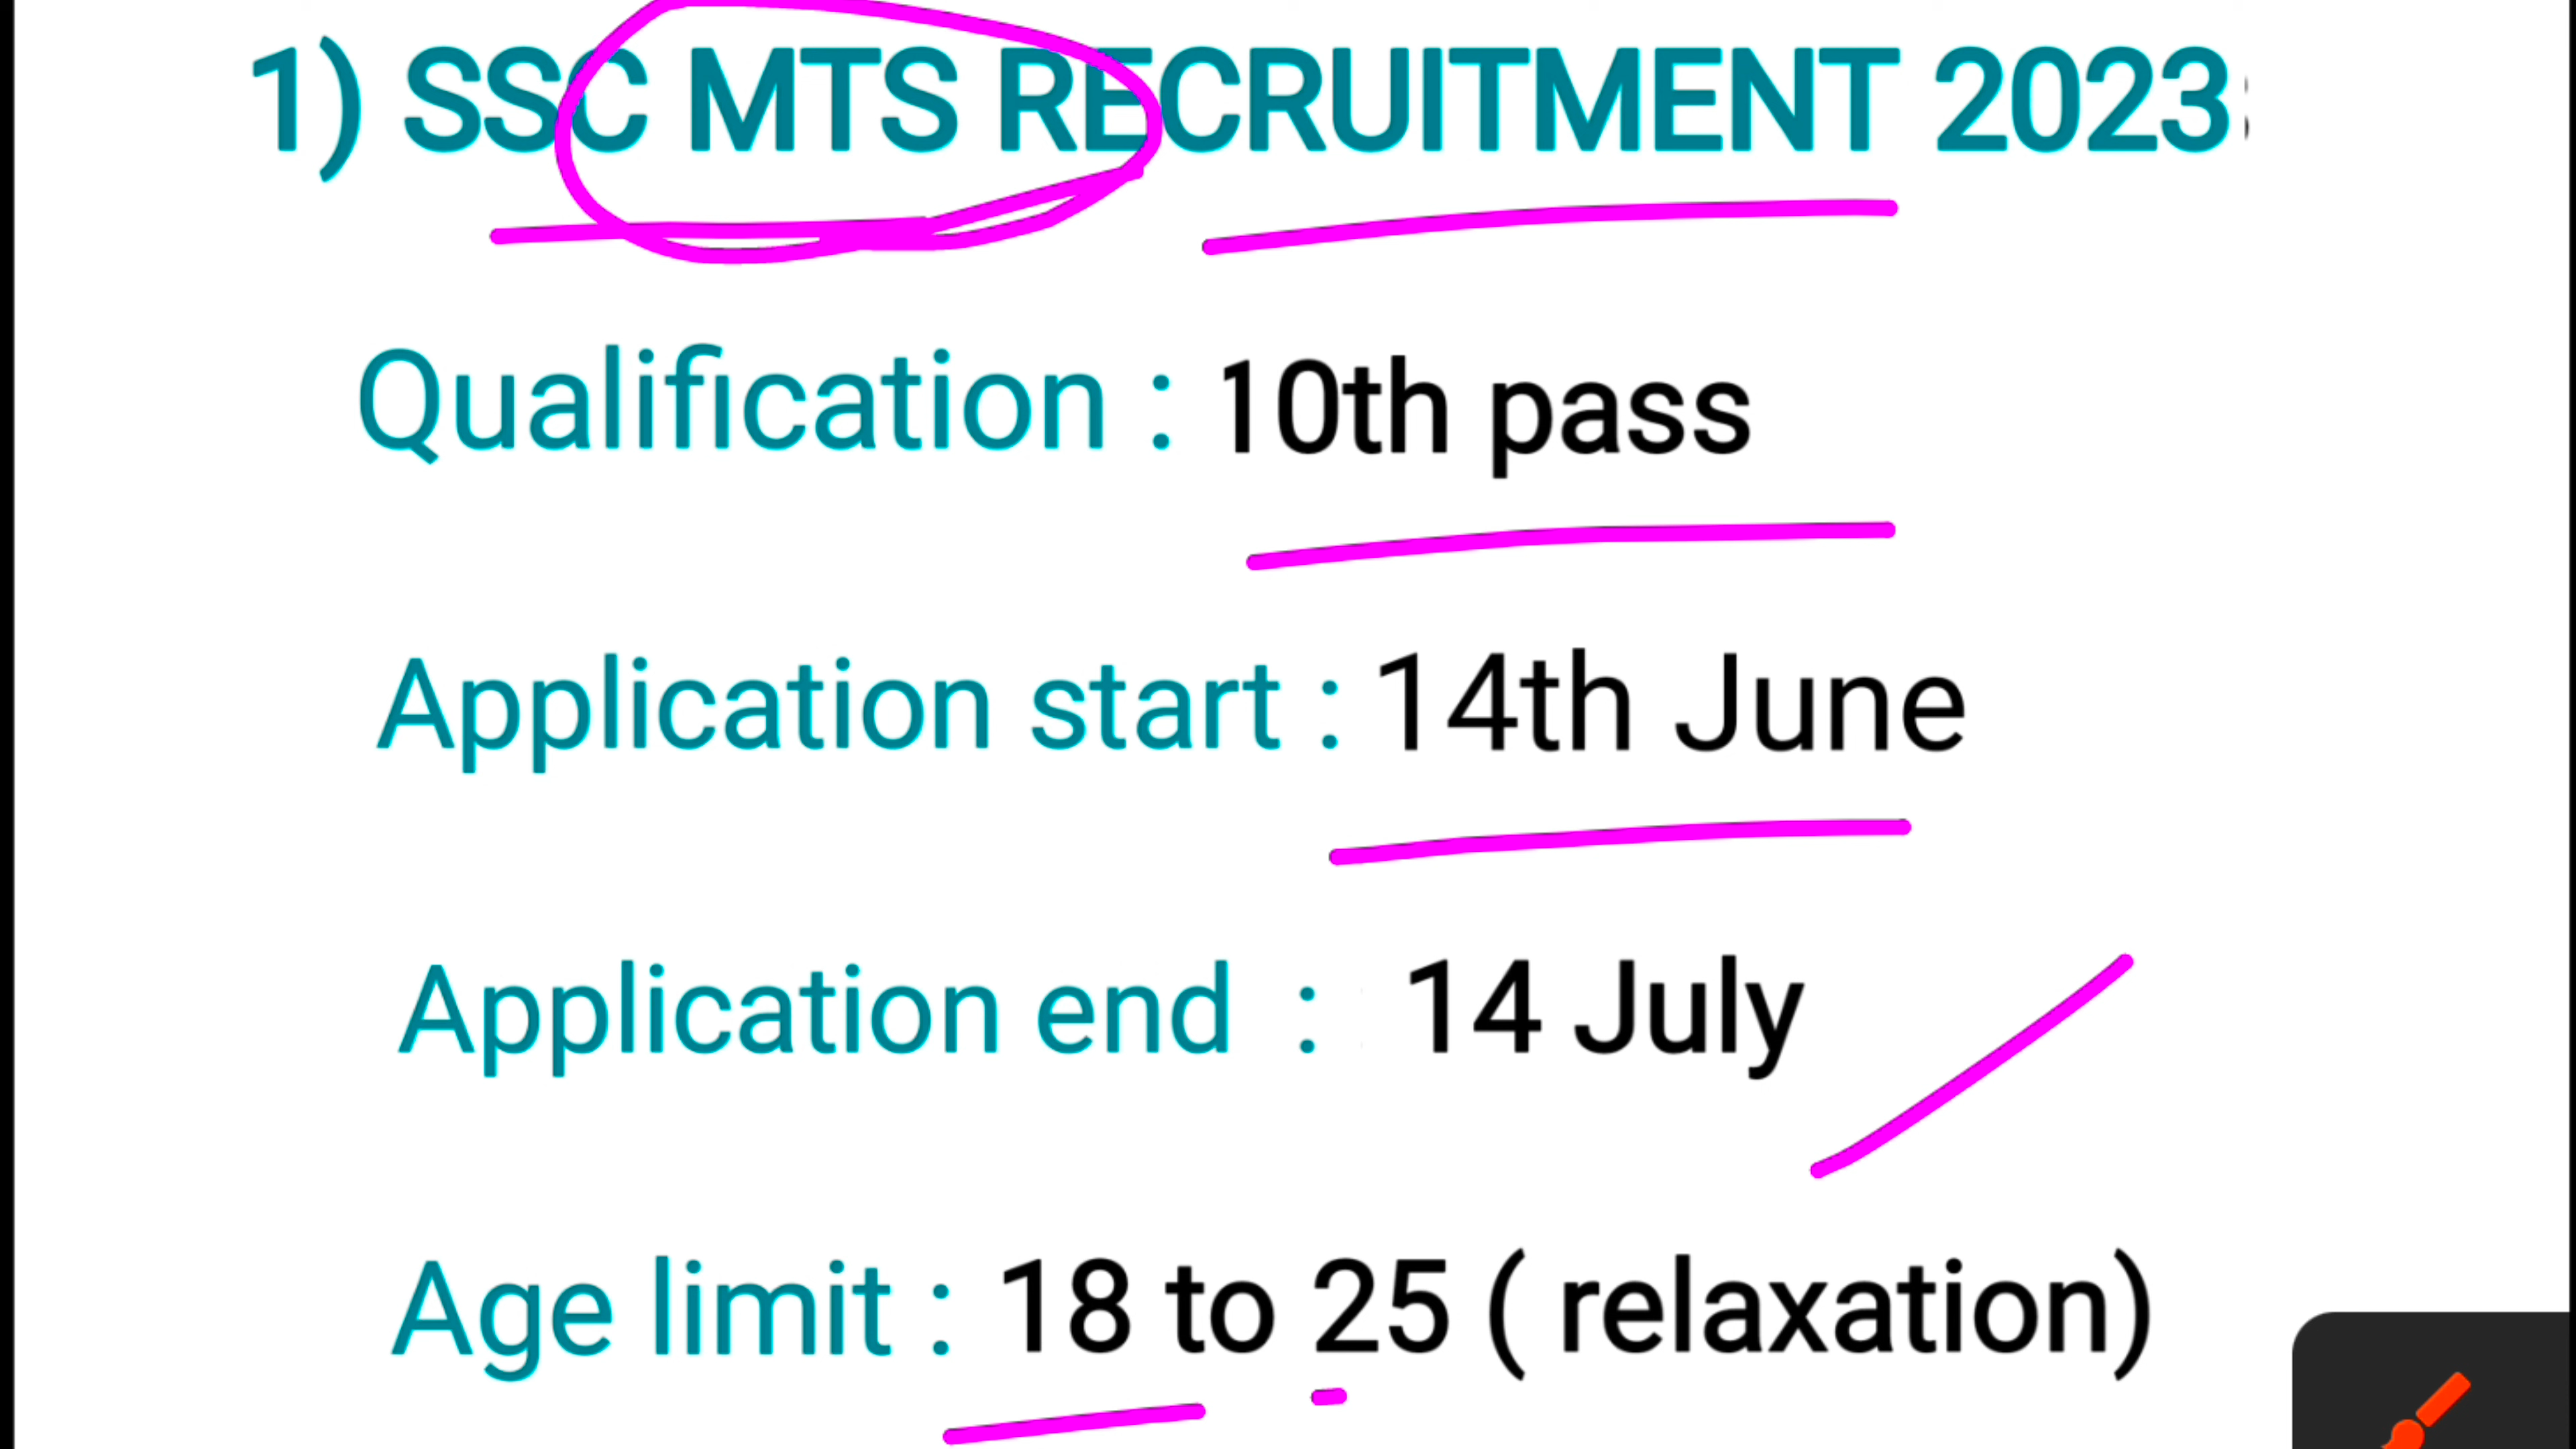 1) SSC MTS RECRUITMENT 2023:
Qualification : 10th pass
Application start : 14th June
Application end : 14 July
Age limit : 18 to 25 ( relaxation)